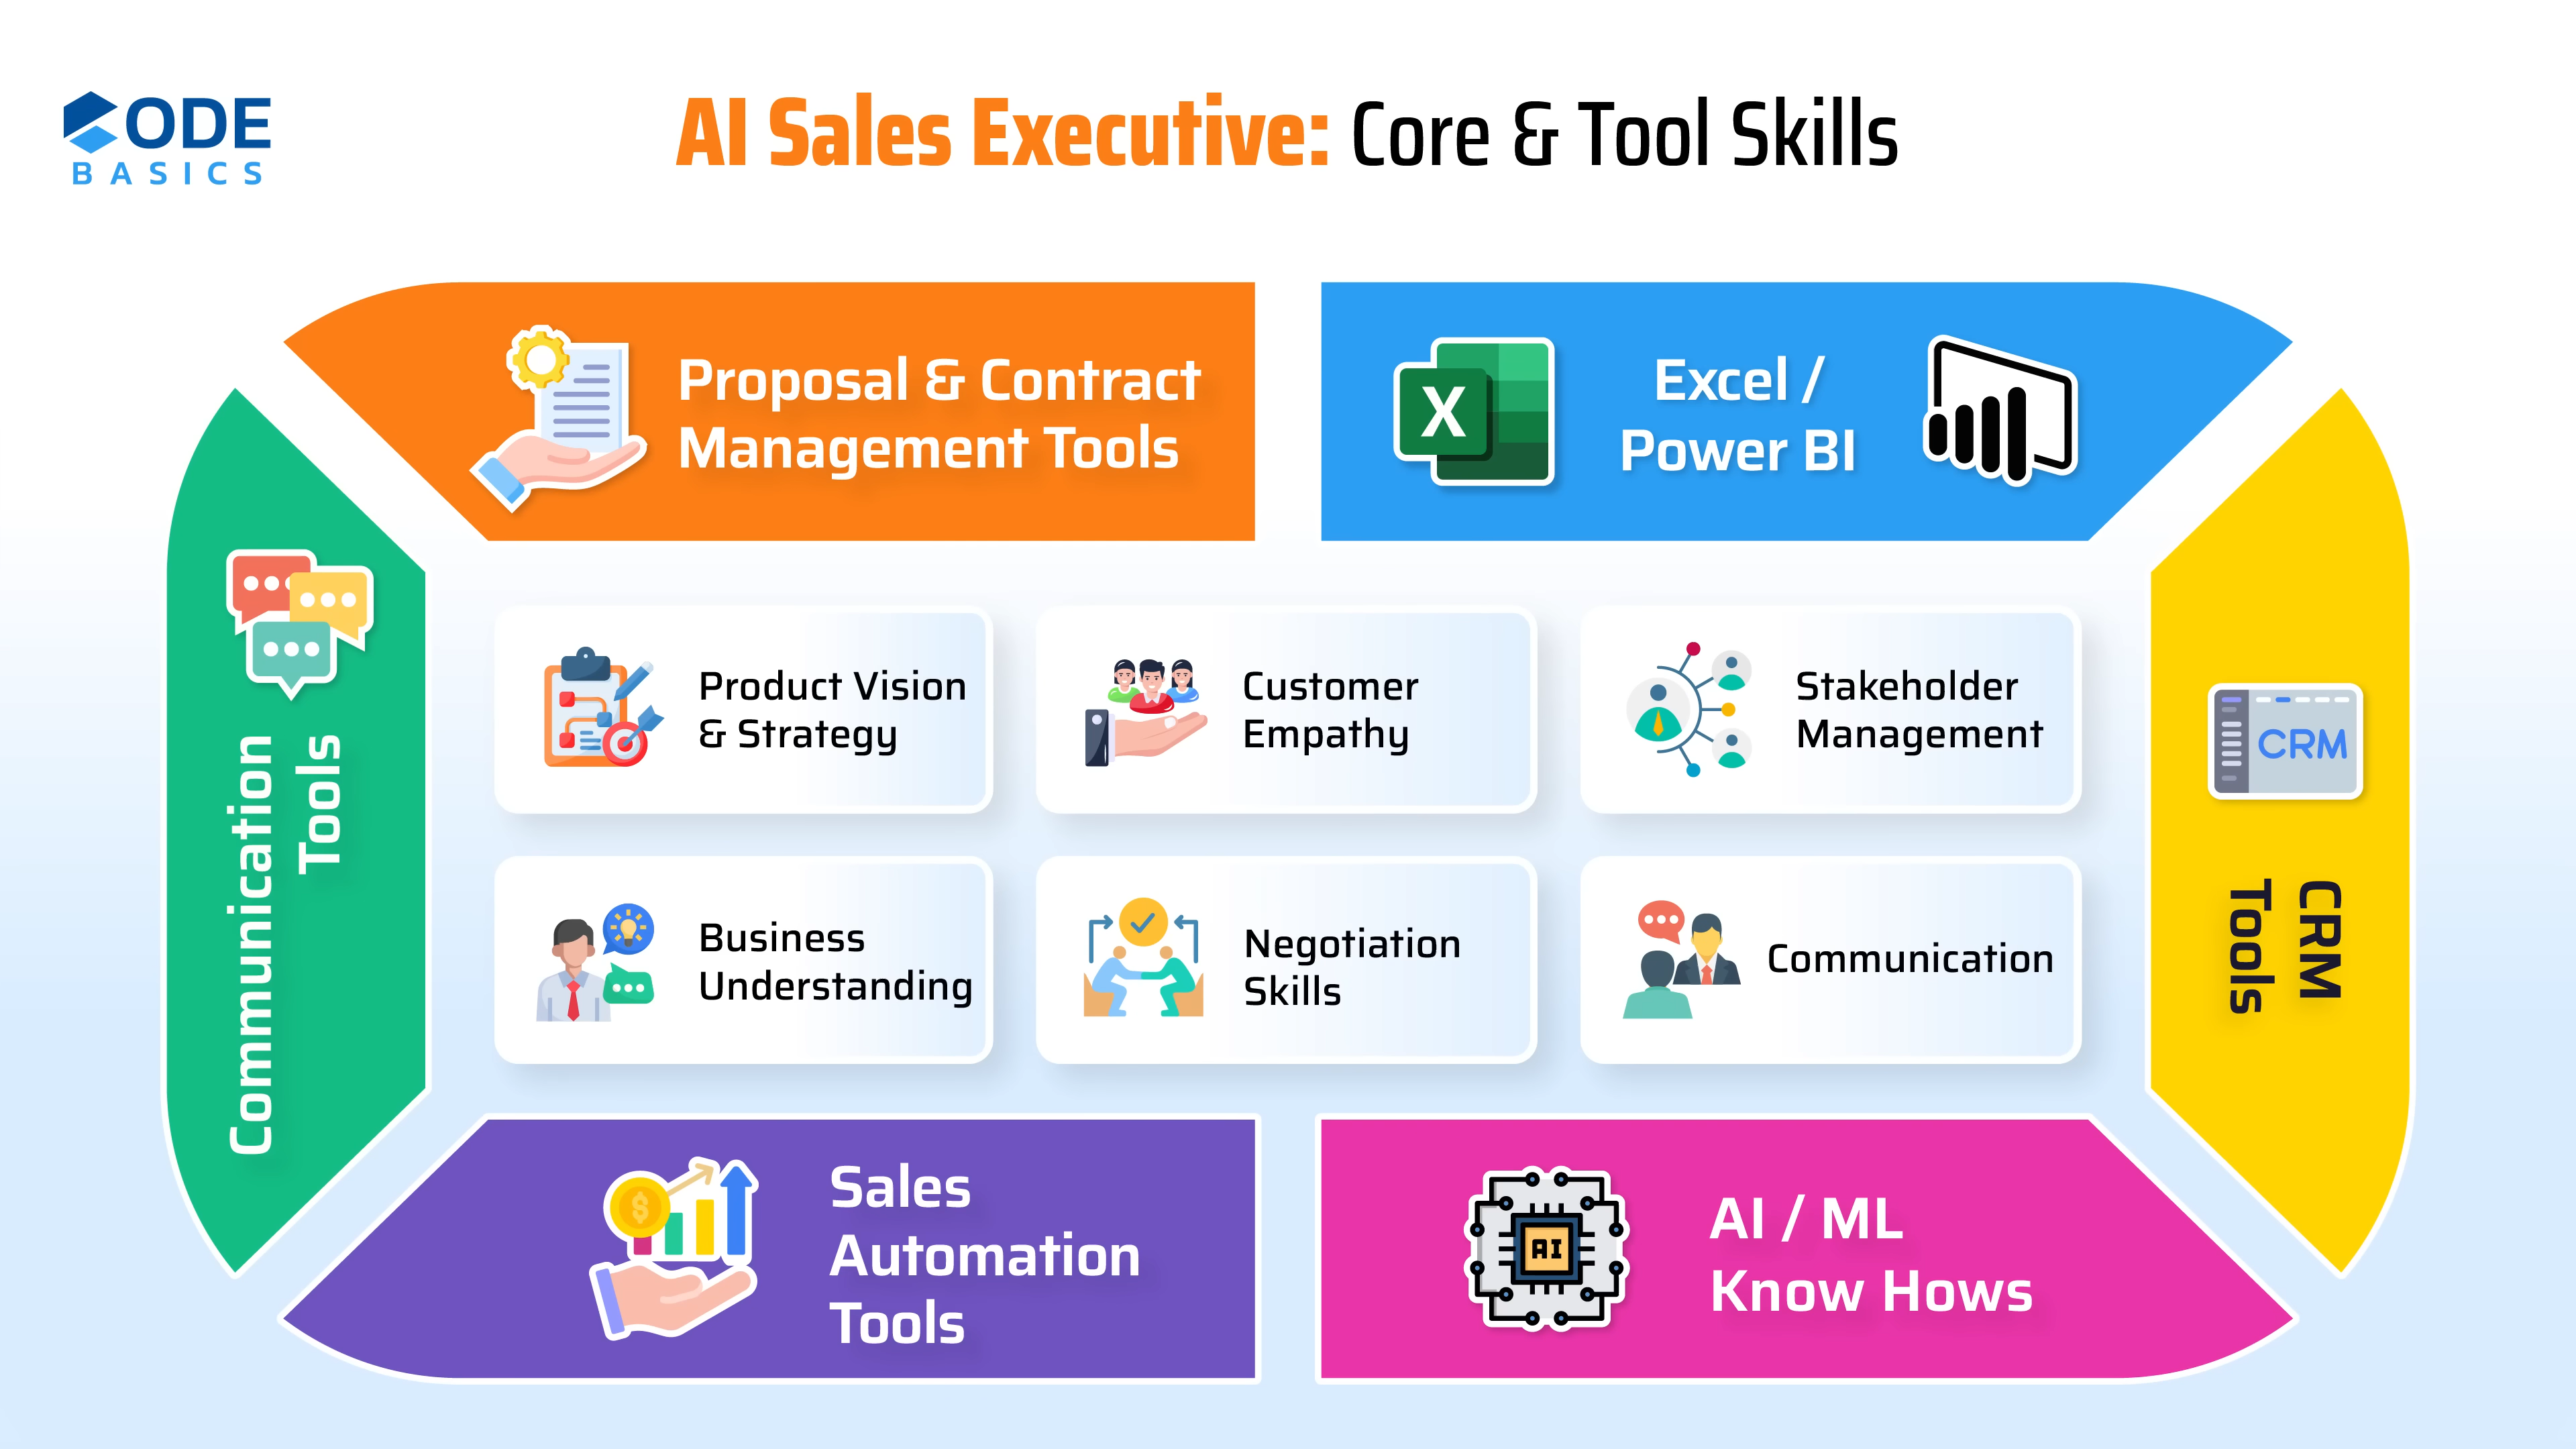 CODE
BASICS
AI Sales Executive: Core & Tool Skills
Proposal & Contract
Management Tools
X
Excel /
Power BI
Communication
Tools
Product Vision
& Strategy
Customer
Empathy
Stakeholder
Management
CRM
CRM
Tools
Business
Understanding
Negotiation
Skills
Communication
$
Sales
Automation
Tools
AI
AI / ML
Know Hows